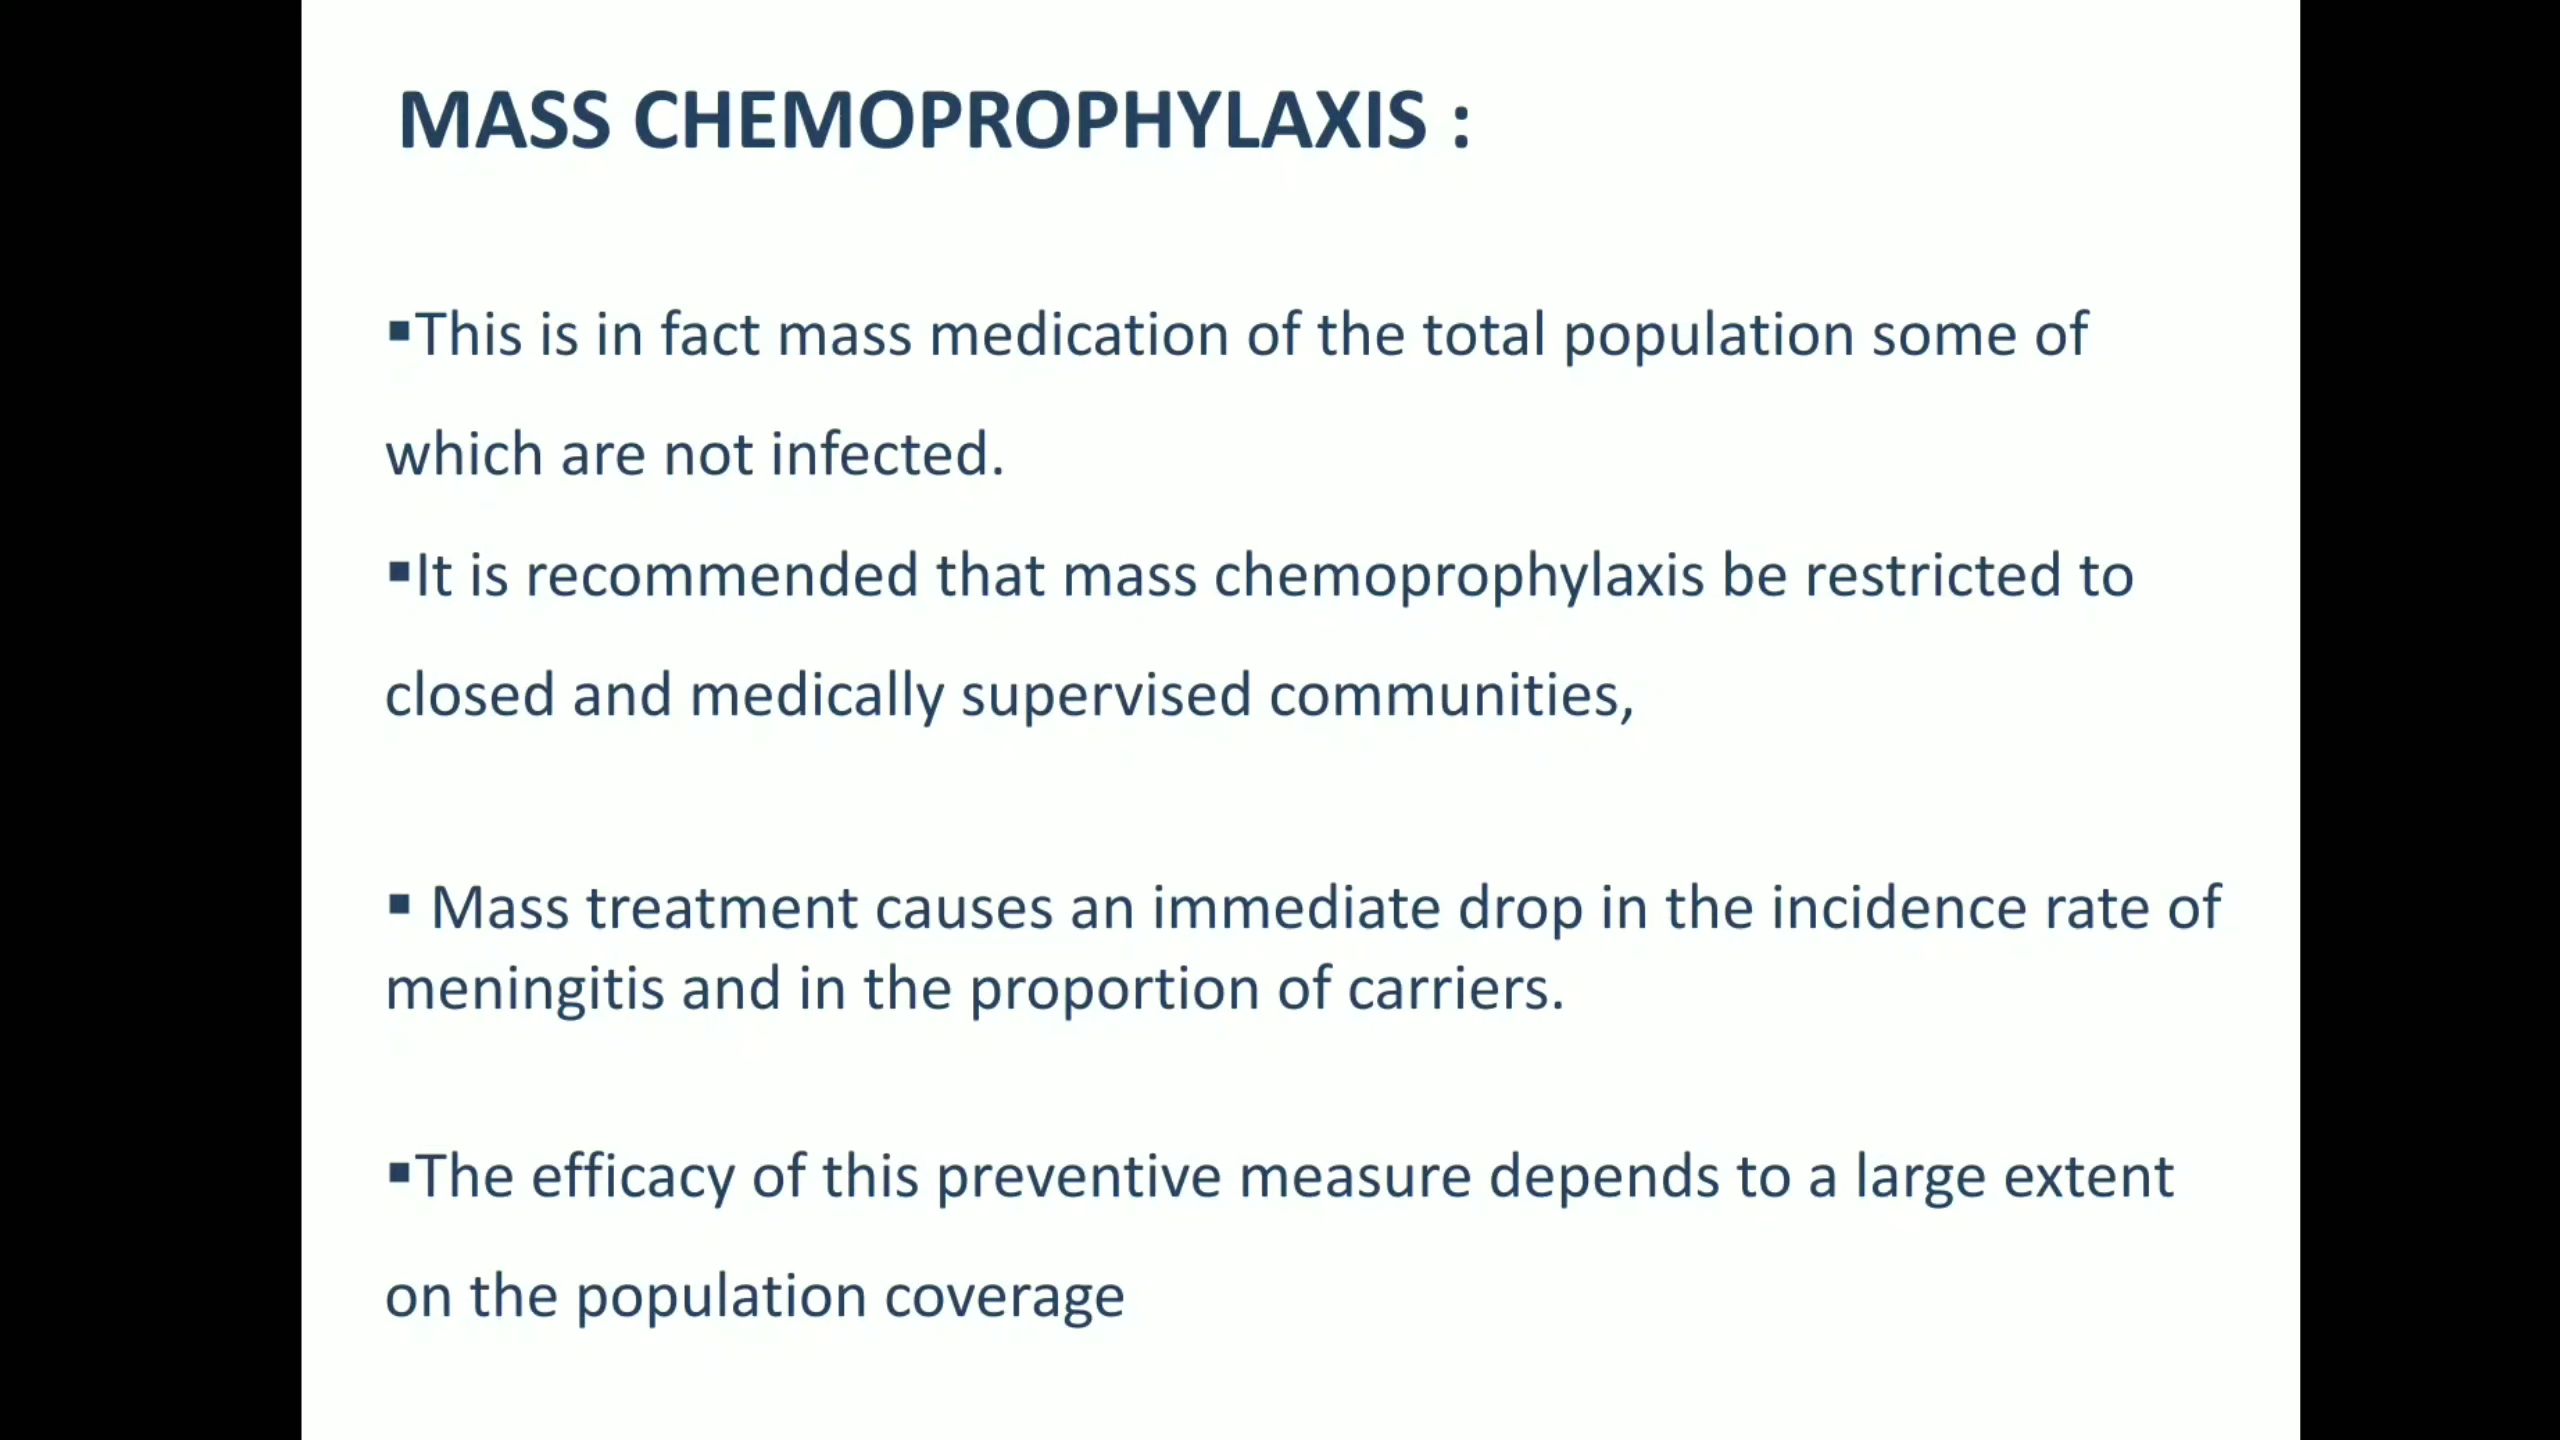 MASS CHEMOPROPHYLAXIS :
▪This is in fact mass medication of the total population some of
which are not infected.
▪It is recommended that mass chemoprophylaxis be restricted to
closed and medically supervised communities,
▪ Mass treatment causes an immediate drop in the incidence rate of
meningitis and in the proportion of carriers.
▪The efficacy of this preventive measure depends to a large extent
on the population coverage